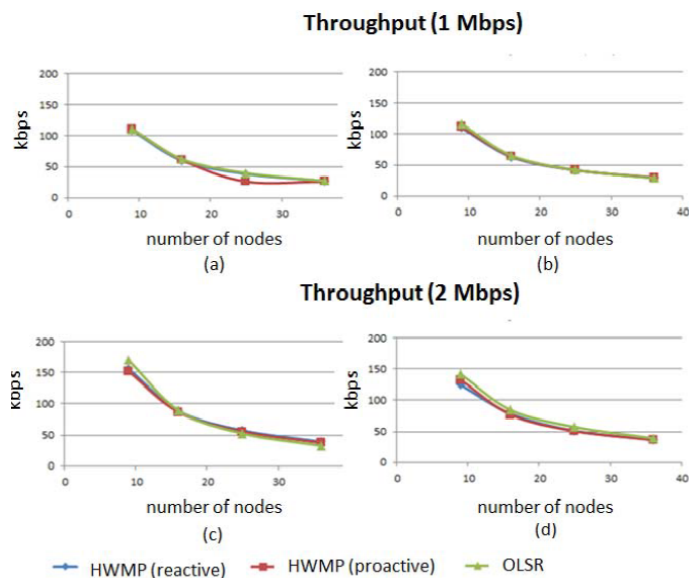 Throughput (1 Mbps)
kbps
200
150
100
50
0
0 10 20 30
number of nodes
(a)
kbps
200
150
100
50
0
0 10 20 30 40
number of nodes
(b)
Throughput (2 Mbps)
kbps
200
150
100
50
0
0 10 20 30
number of nodes
(c)
kbps
200
150
100
50
0
0 10 20 30 40
number of nodes
(d)
HWMP (reactive) HWMP (proactive) OLSR